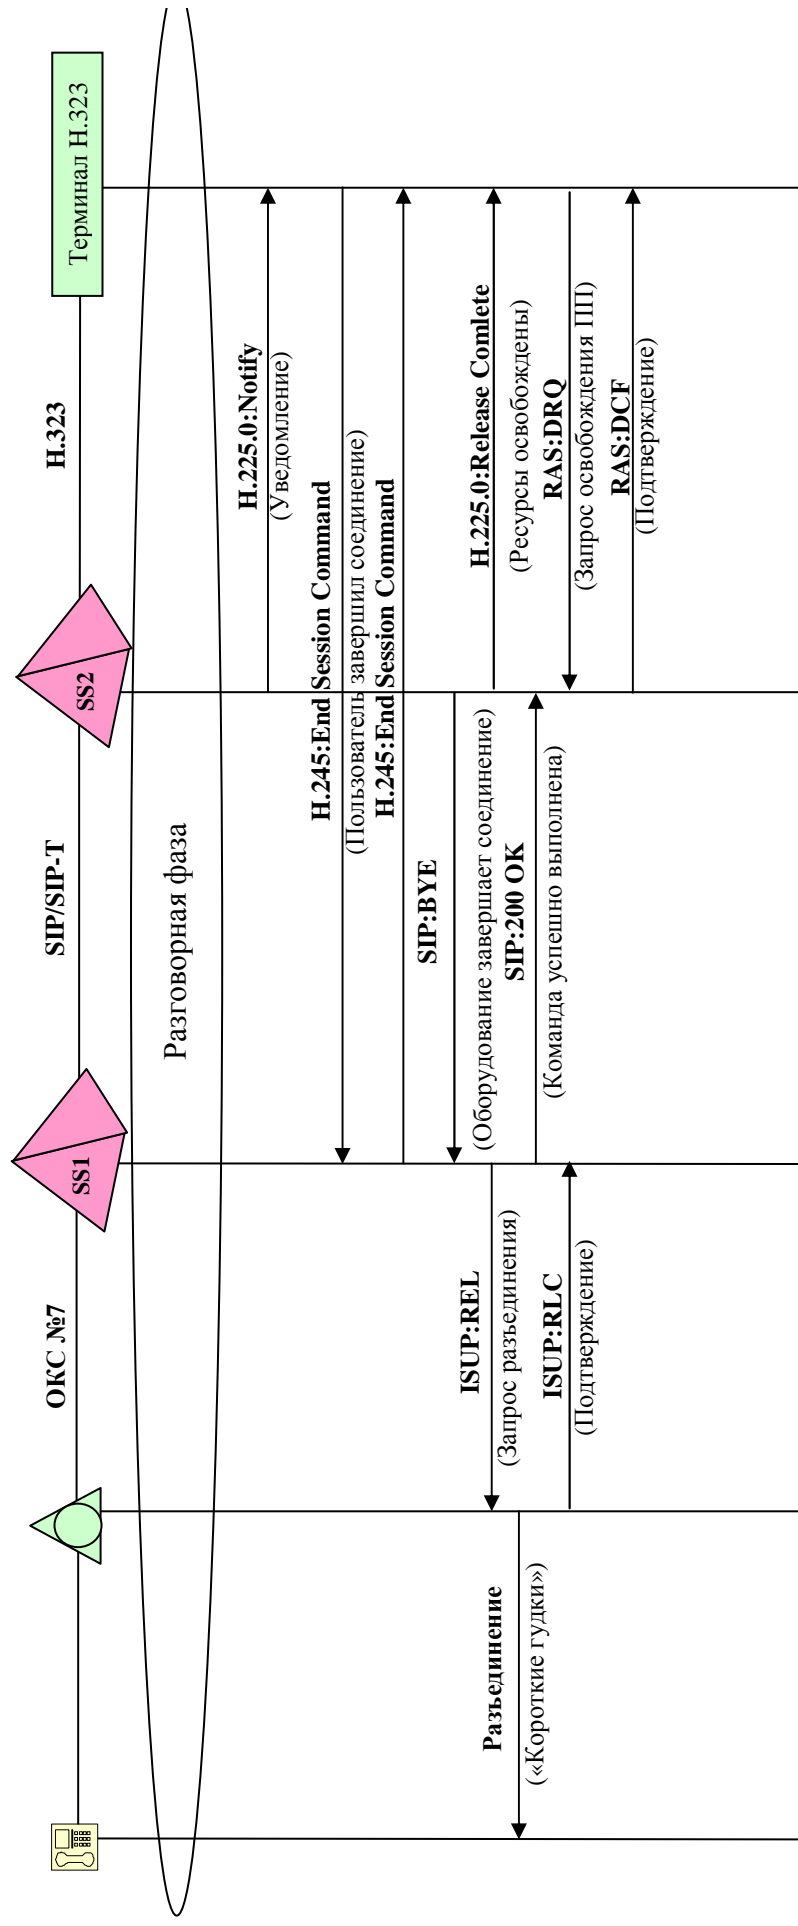 ОКС №7
SIP/SIP-T
H.323
SS1
SS2
Терминал H.323
Разговорная фаза
H.225.0:Notify
(Уведомление)
H.245:End Session Command
(Пользователь завершил соединение)
H.245:End Session Command
SIP:BYE
(Оборудование завершает соединение)
ISUP:REL
(Запрос разъединения)
H.225.0:Release Comlete
(Ресурсы освобождены)
Разъединение
(«Короткие гудки»)
SIP:200 OK
(Команда успешно выполнена)
ISUP:RLC
(Подтверждение)
RAS:DRQ
(Запрос освобождения ПП)
RAS:DCF
(Подтверждение)